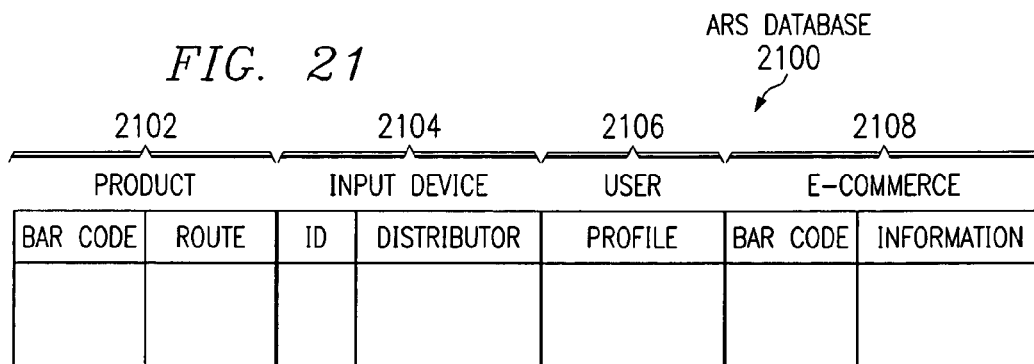 ARS DATABASE
2100
FIG. 21
2102 2104 2106 2108
PRODUCT INPUT DEVICE USER E-COMMERCE
BAR CODE ROUTE ID DISTRIBUTOR PROFILE BAR CODE INFORMATION